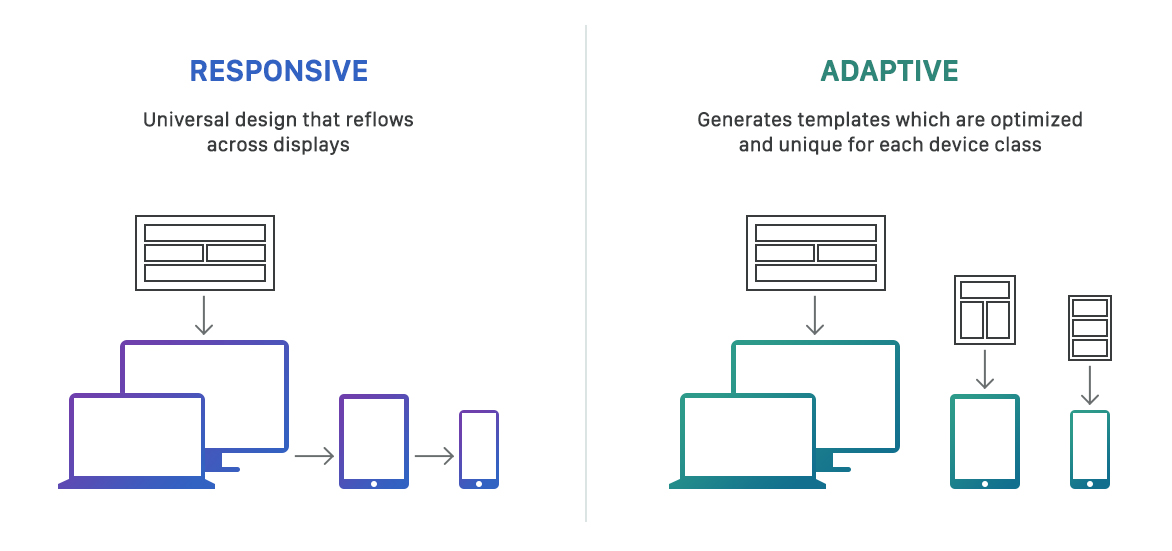 RESPONSIVE
Universal design that reflows
across displays
ADAPTIVE
Generates templates which are optimized
and unique for each device class